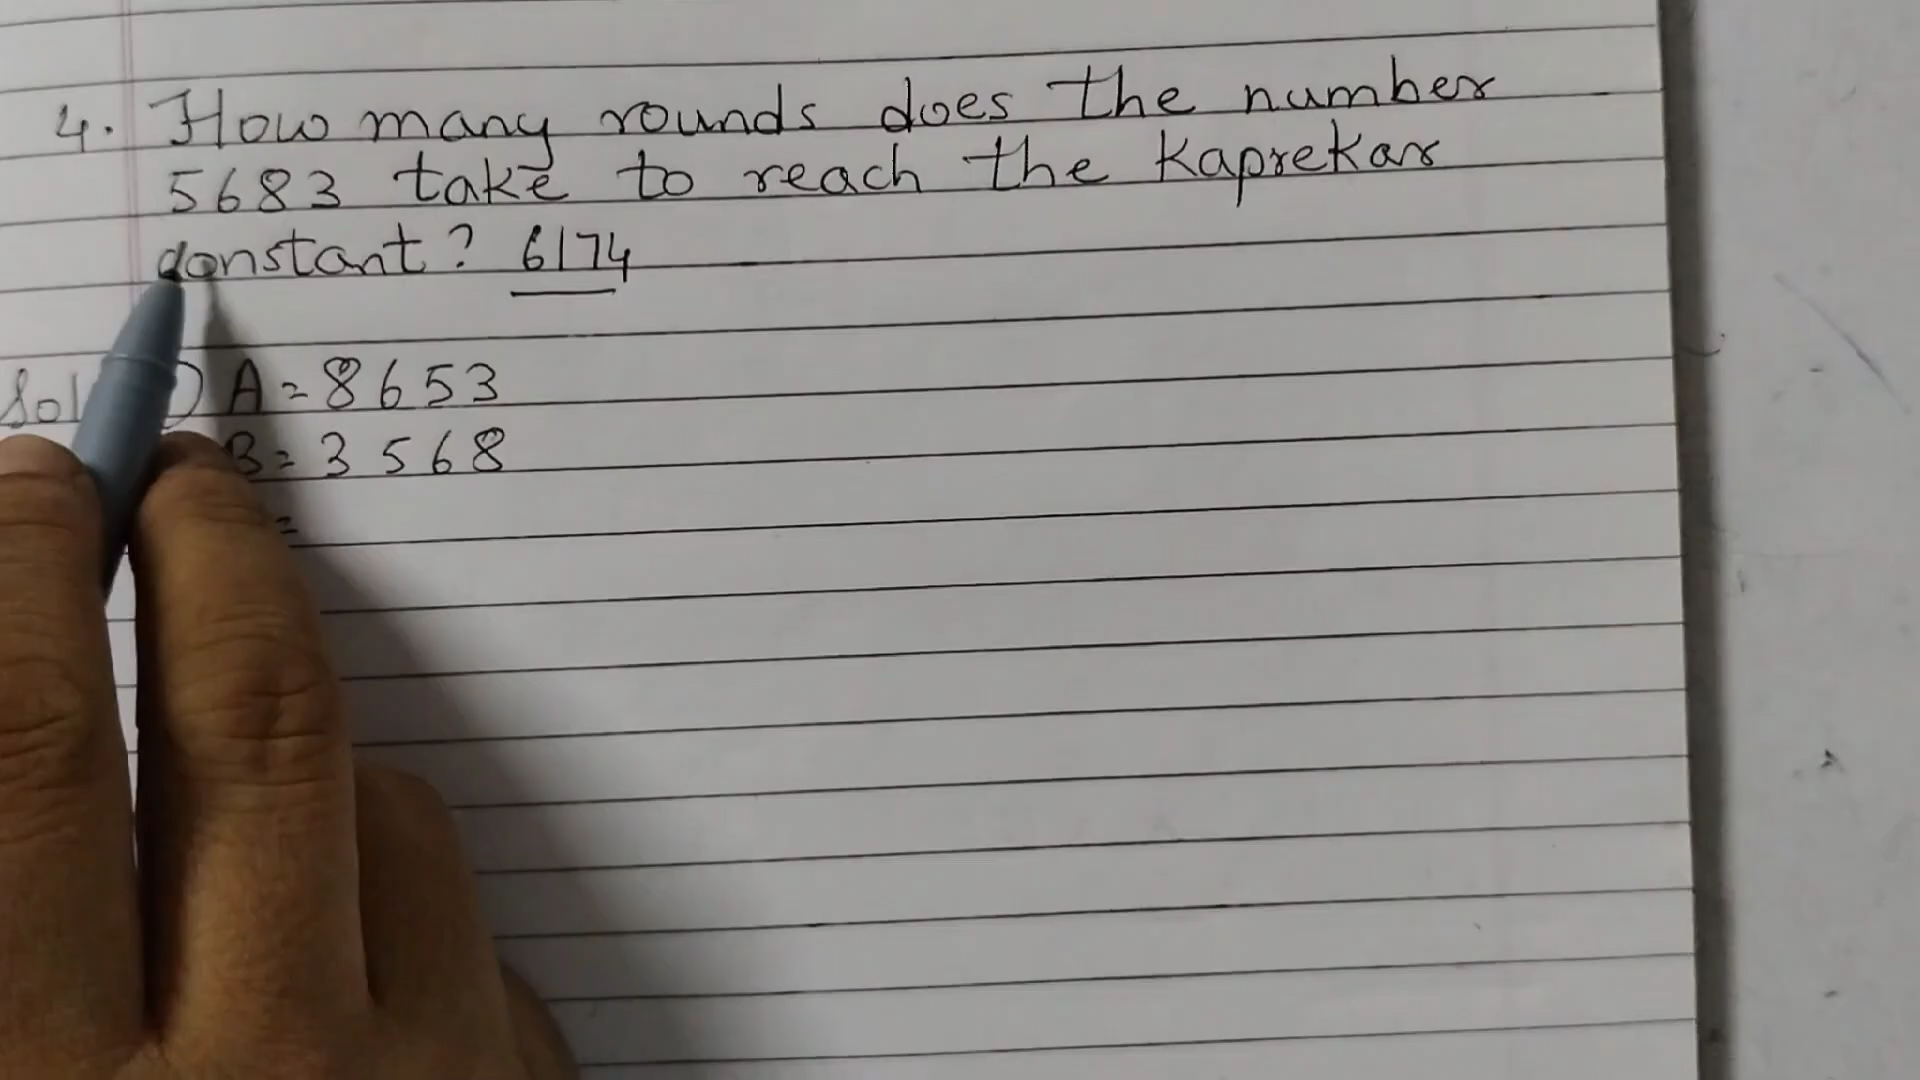 4. How many rounds does the number
5683 take to reach the Kaprekar
constant? 6174
Sol
) A = 8653
B = 3568
=